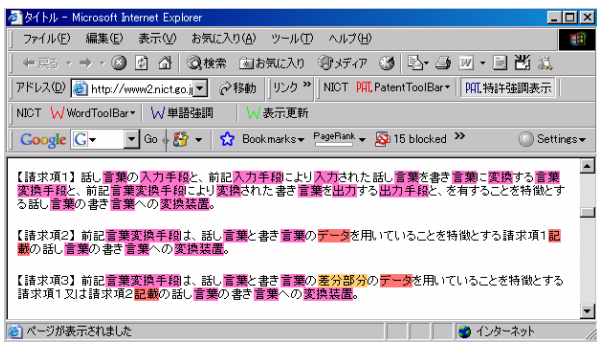 タイトル - Microsoft Internet Explorer
ファイル(F) 編集(E) 表示(V) お気に入り(A) ツール(T) ヘルプ(H)
戻る 検索 お気に入り メディア
アドレス(D) http://www2.nict.go.j 移動 リンク » NICT PAT PatentToolBar PAT 特許強調表示
NICT WordToolBar W単語強調 W表示更新
Google G Go Bookmarks PageRank 15 blocked » Settings
【請求項1】話し言葉の入力手段と、前記入力手段により入力された話し言葉を書き言葉に変換する言葉
変換手段と、前記言葉変換手段により変換された書き言葉を出力する出力手段と、を有することを特徴とす
る話し言葉の書き言葉への変換装置。
【請求項2】前記言葉変換手段は、話し言葉と書き言葉のデータを用いていることを特徴とする請求項1記
載の話し言葉の書き言葉への変換装置。
【請求項3】前記言葉変換手段は、話し言葉と書き言葉の差分部分のデータを用いていることを特徴とする
請求項1又は請求項2記載の話し言葉の書き言葉への変換装置。
ページが表示されました インターネット